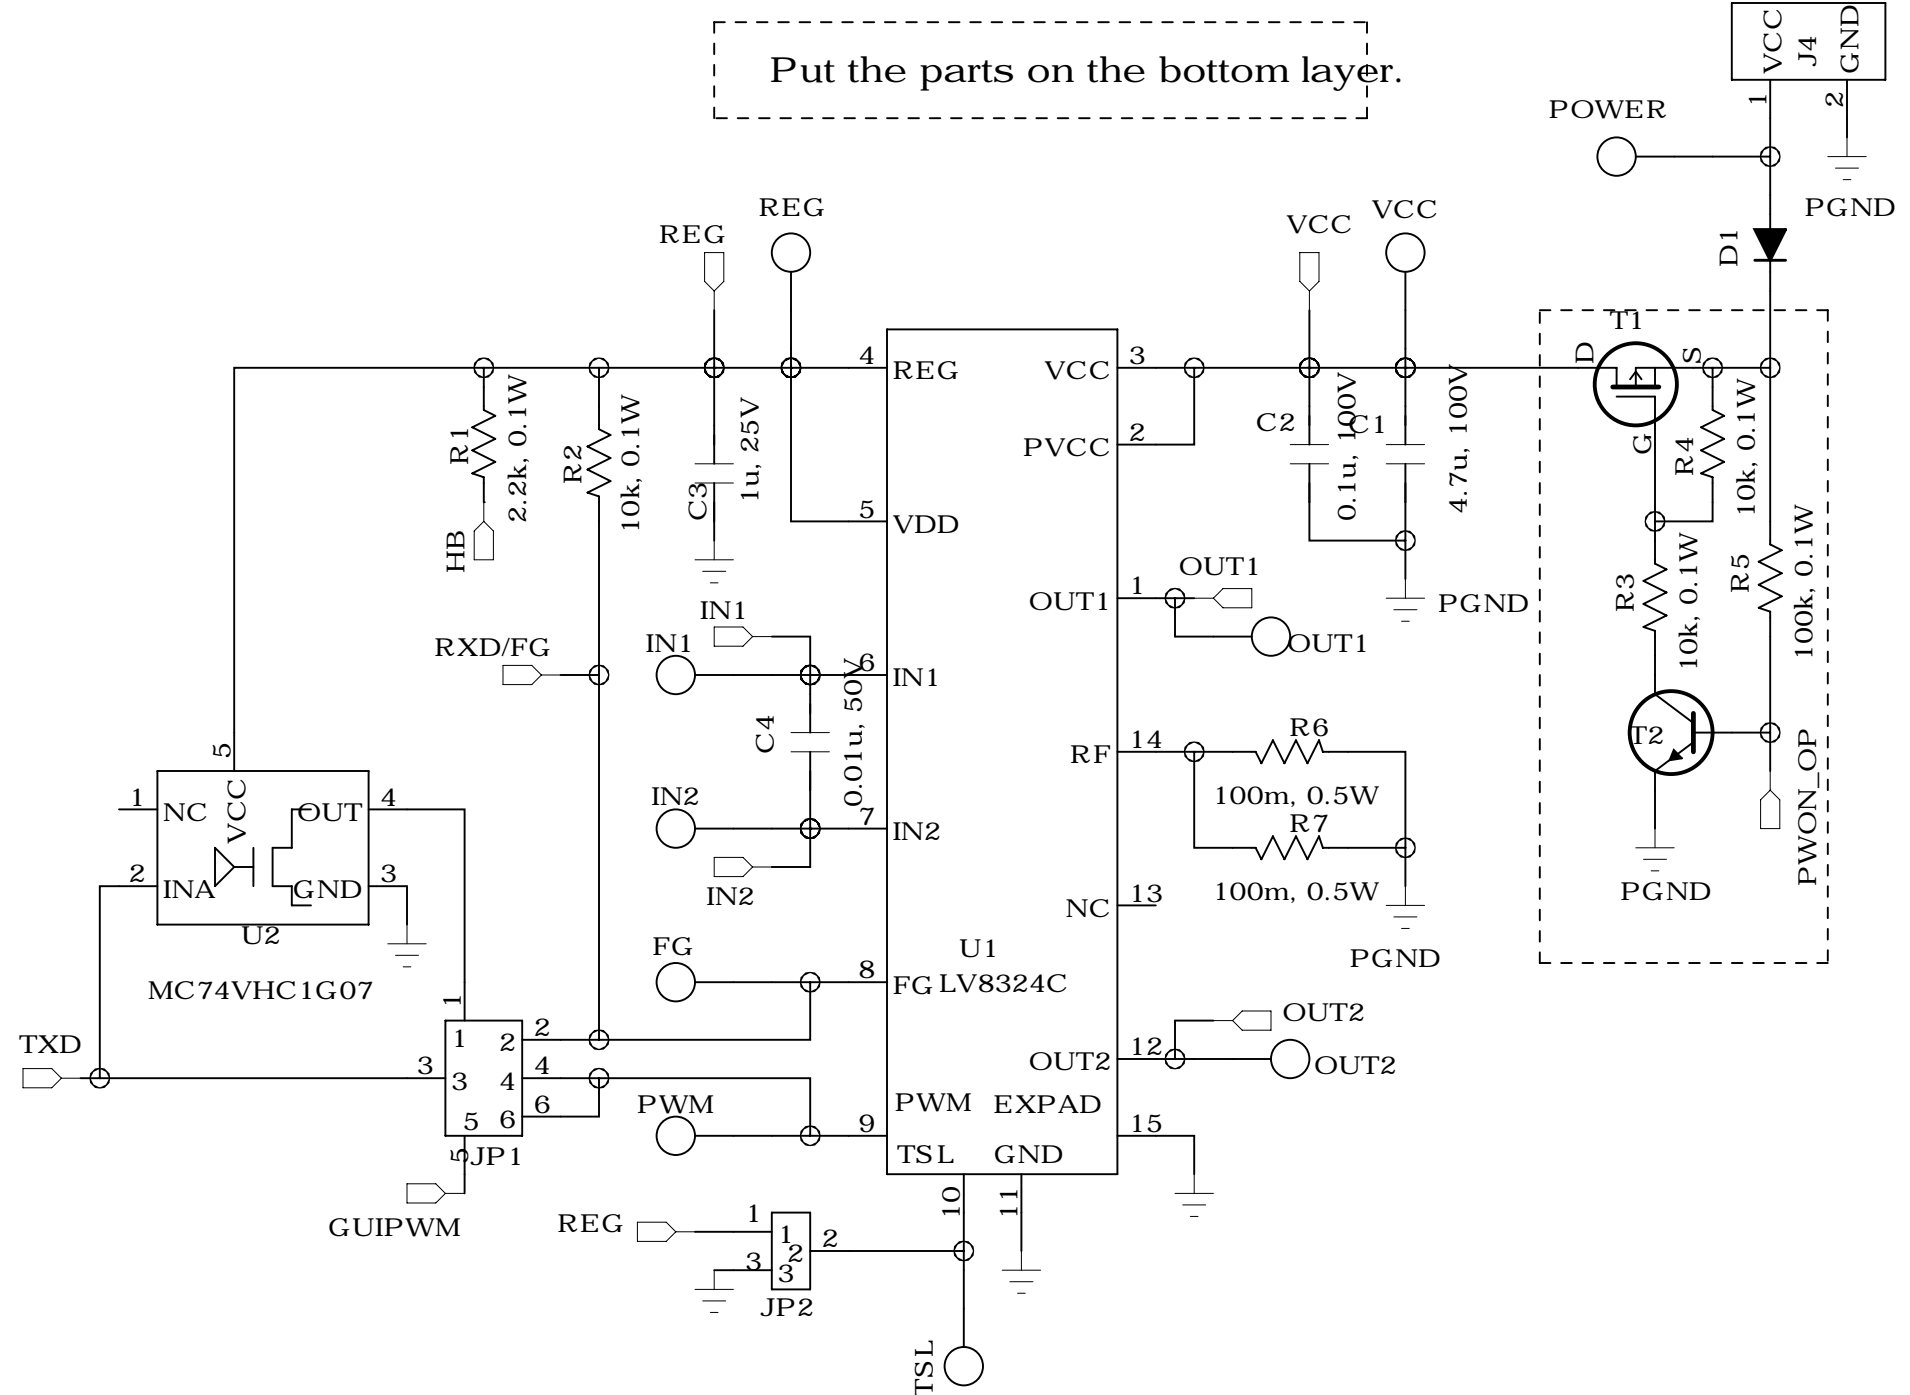 Put the parts on the bottom layer.
VCC
J4
GND
1
2
POWER
PGND
D1
REG
REG
VCC
VCC
T1
D
S
G
R4
10k, 0.1W
R3
10k, 0.1W
R5
100k, 0.1W
T2
PWON_OP
PGND
4
REG
VCC
3
PVCC
2
5
VDD
OUT1
1
OUT1
OUT1
C2
0.1u, 100V
C1
4.7u, 100V
PGND
R1
2.2k, 0.1W
HB
R2
10k, 0.1W
C3
1u, 25V
RXD/FG
IN1
IN1
6
IN1
C4
0.01u, 50V
IN2
7
IN2
IN2
RF
14
R6
100m, 0.5W
R7
100m, 0.5W
NC
13
PGND
5
1
NC
VCC
OUT
4
2
INA
GND
3
U2
MC74VHC1G07
FG
8
FG
U1
LV8324C
TXD
1
1
2
2
3
3
4
4
5
6
6
5
JP1
GUIPWM
PWM
9
PWM
EXPAD
15
TSL
GND
OUT2
12
OUT2
OUT2
10
11
REG
1
1
2
2
3
3
JP2
TSL